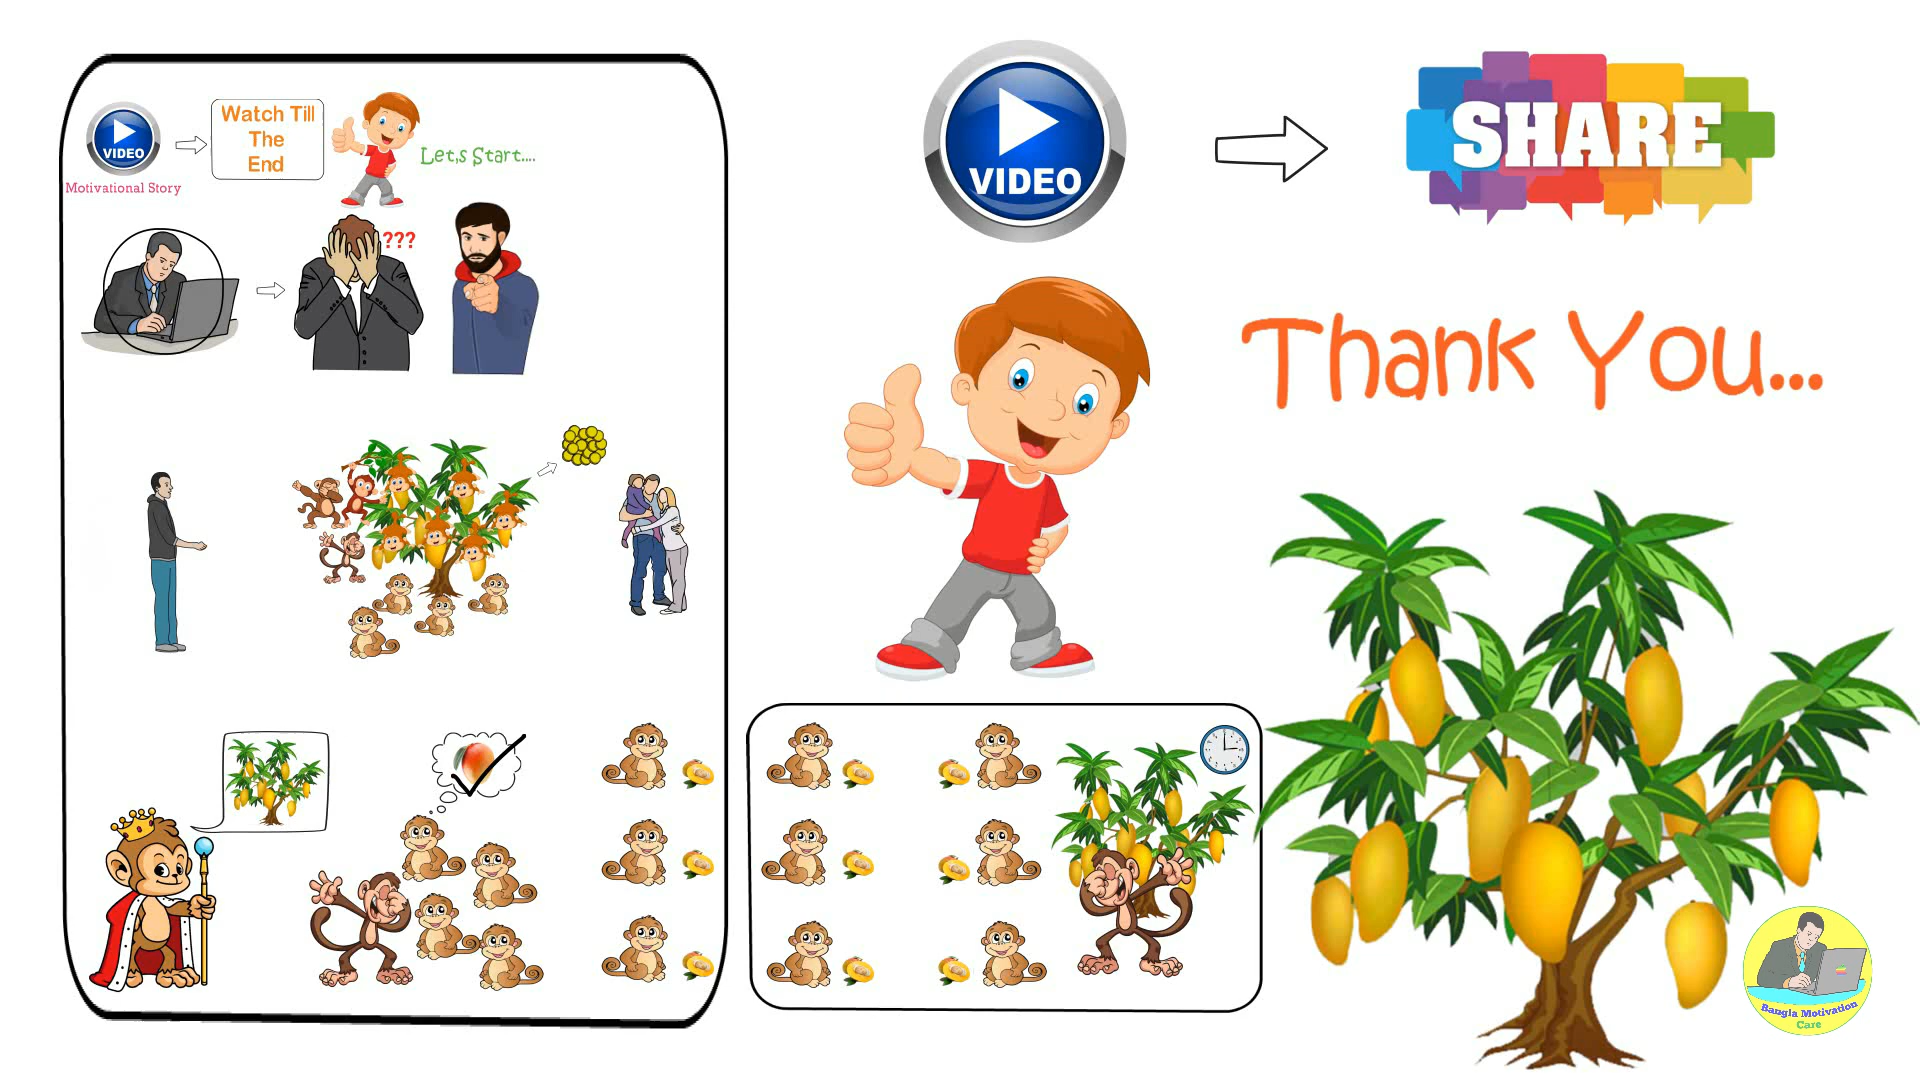 VIDEO
Motivational Story
Watch Till
The
End
Let,s Start....
???
VIDEO
SHARE
Thank You...
Bangla Motivation
Care